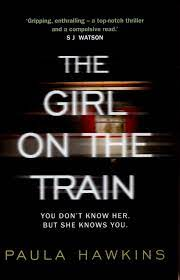 'Gripping, enthralling – a top-notch thriller
and a compulsive read.'
S J WATSON
THE
GIRL
ON THE
TRAIN
YOU DON'T KNOW HER.
BUT SHE KNOWS YOU.
PAULA HAWKINS